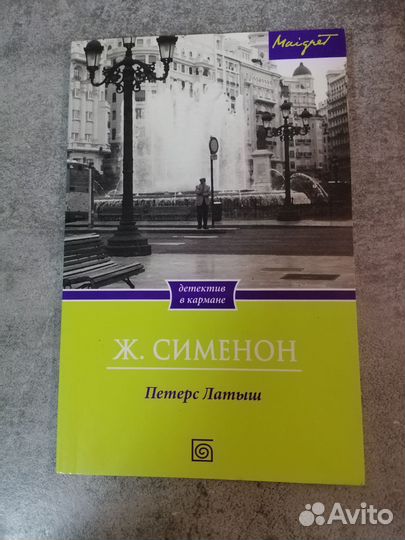 Maigret
детектив
в кармане
Ж. СИМЕНОН
Петерс Латыш
Avito